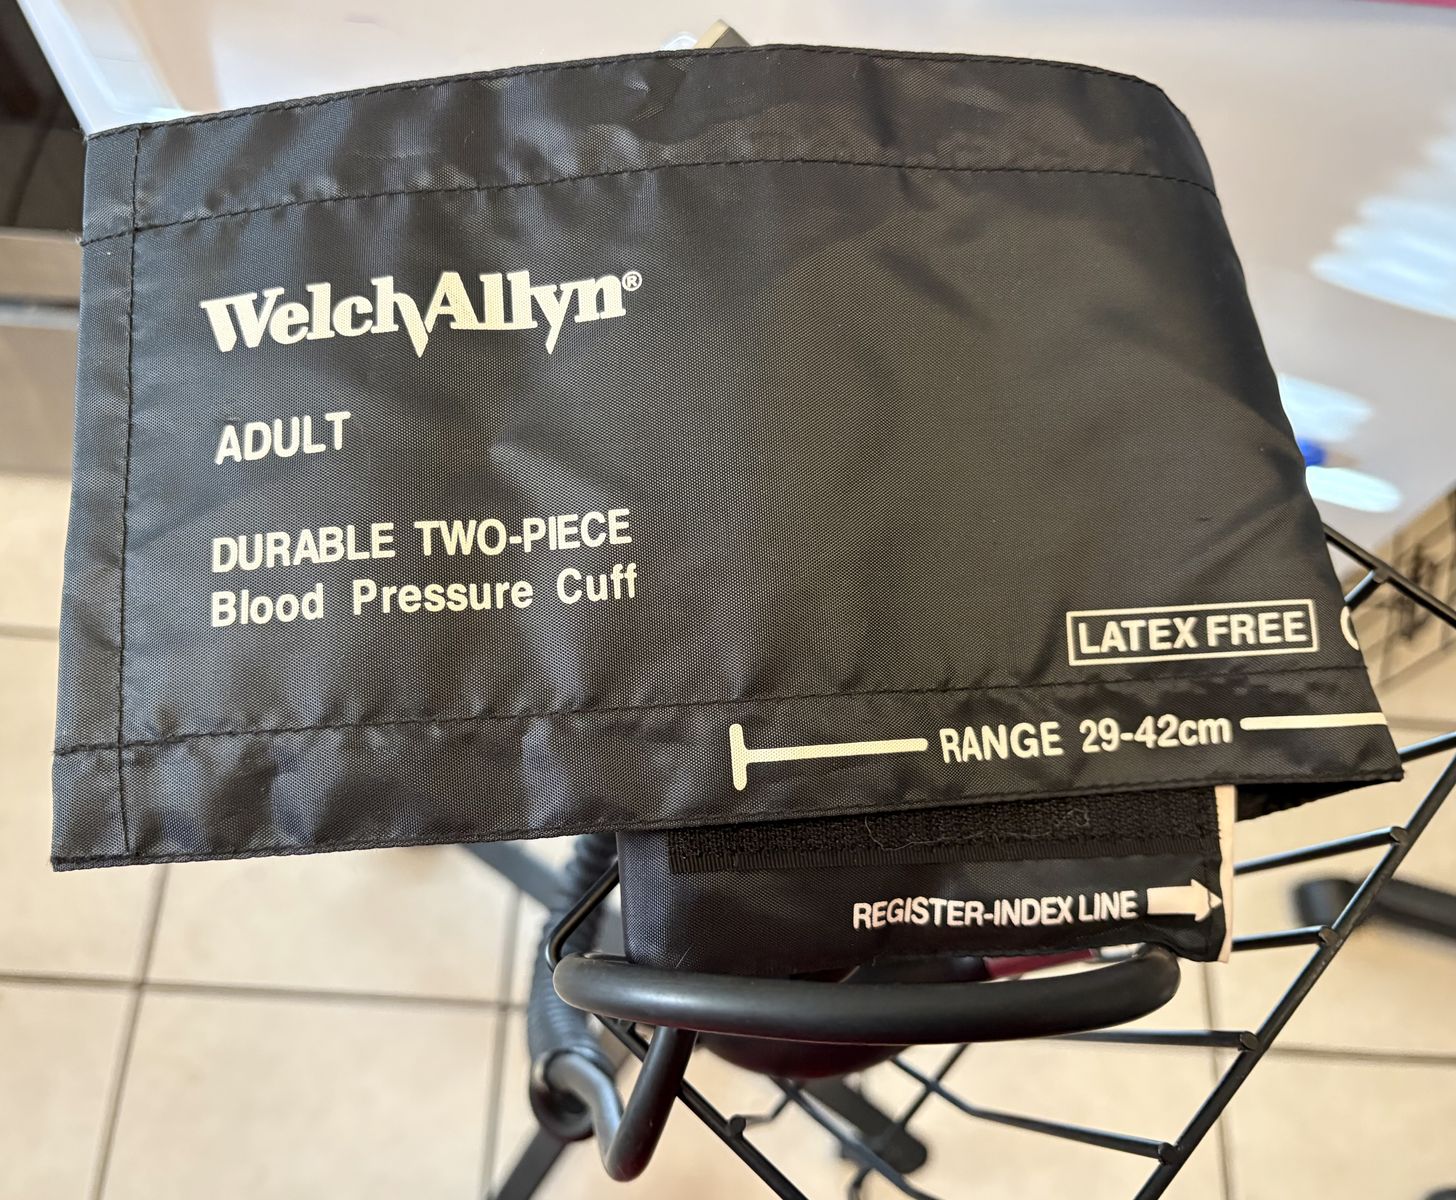 WelchAllyn®
ADULT
DURABLE TWO-PIECE
Blood Pressure Cuff
LATEX FREE
RANGE 29-42cm
REGISTER-INDEX LINE